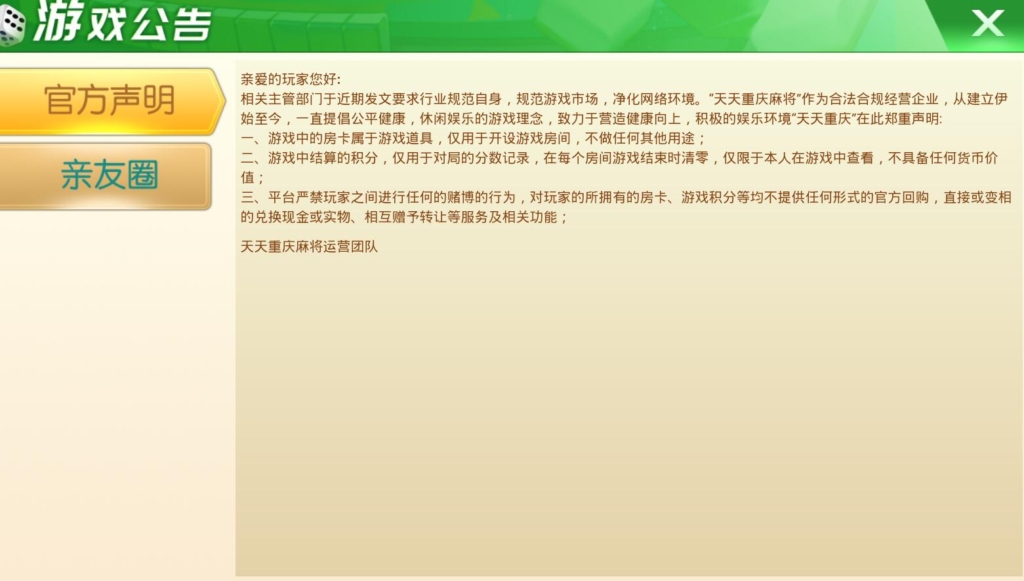 游戏公告
官方声明
亲友圈
亲爱的玩家您好:
相关主管部门于近期发文要求行业规范自身，规范游戏市场，净化网络环境。"天天重庆麻将"作为合法合规经营企业，从建立伊
始至今，一直提倡公平健康，休闲娱乐的游戏理念，致力于营造健康向上，积极的娱乐环境"天天重庆"在此郑重声明:
一、游戏中的房卡属于游戏道具，仅用于开设游戏房间，不做任何其他用途；
二、游戏中结算的积分，仅用于对局的分数记录，在每个房间游戏结束时清零，仅限于本人在游戏中查看，不具备任何货币价
值；
三、平台严禁玩家之间进行任何的赌博的行为，对玩家的所拥有的房卡、游戏积分等均不提供任何形式的官方回购，直接或变相
的兑换现金或实物、相互赠予转让等服务及相关功能；
天天重庆麻将运营团队